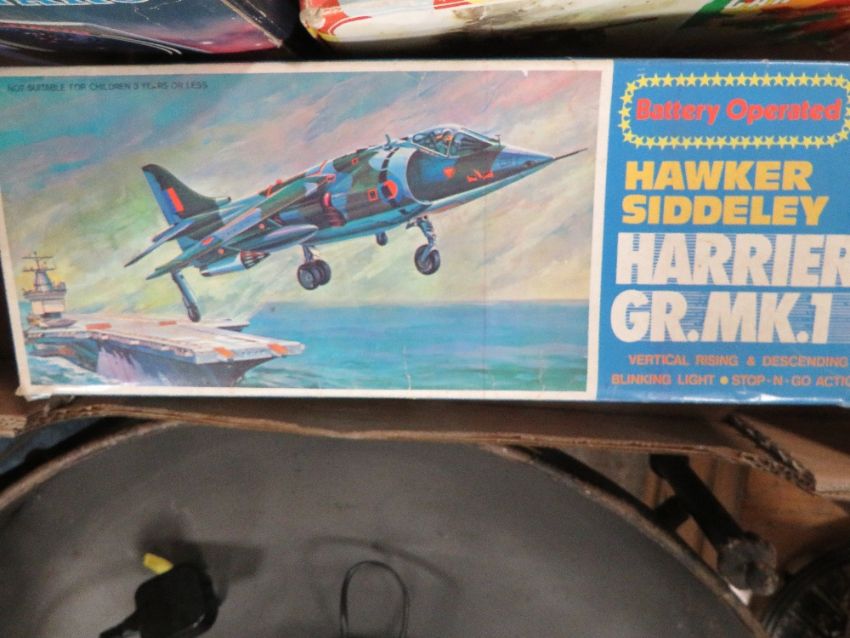 NOT SUITABLE FOR CHILDREN 3 YEARS OR LESS
Battery Operated
HAWKER
SIDDELEY
HARRIER
GR.MK.1
VERTICAL RISING & DESCENDING
BLINKING LIGHT ● STOP-N-GO ACTIO